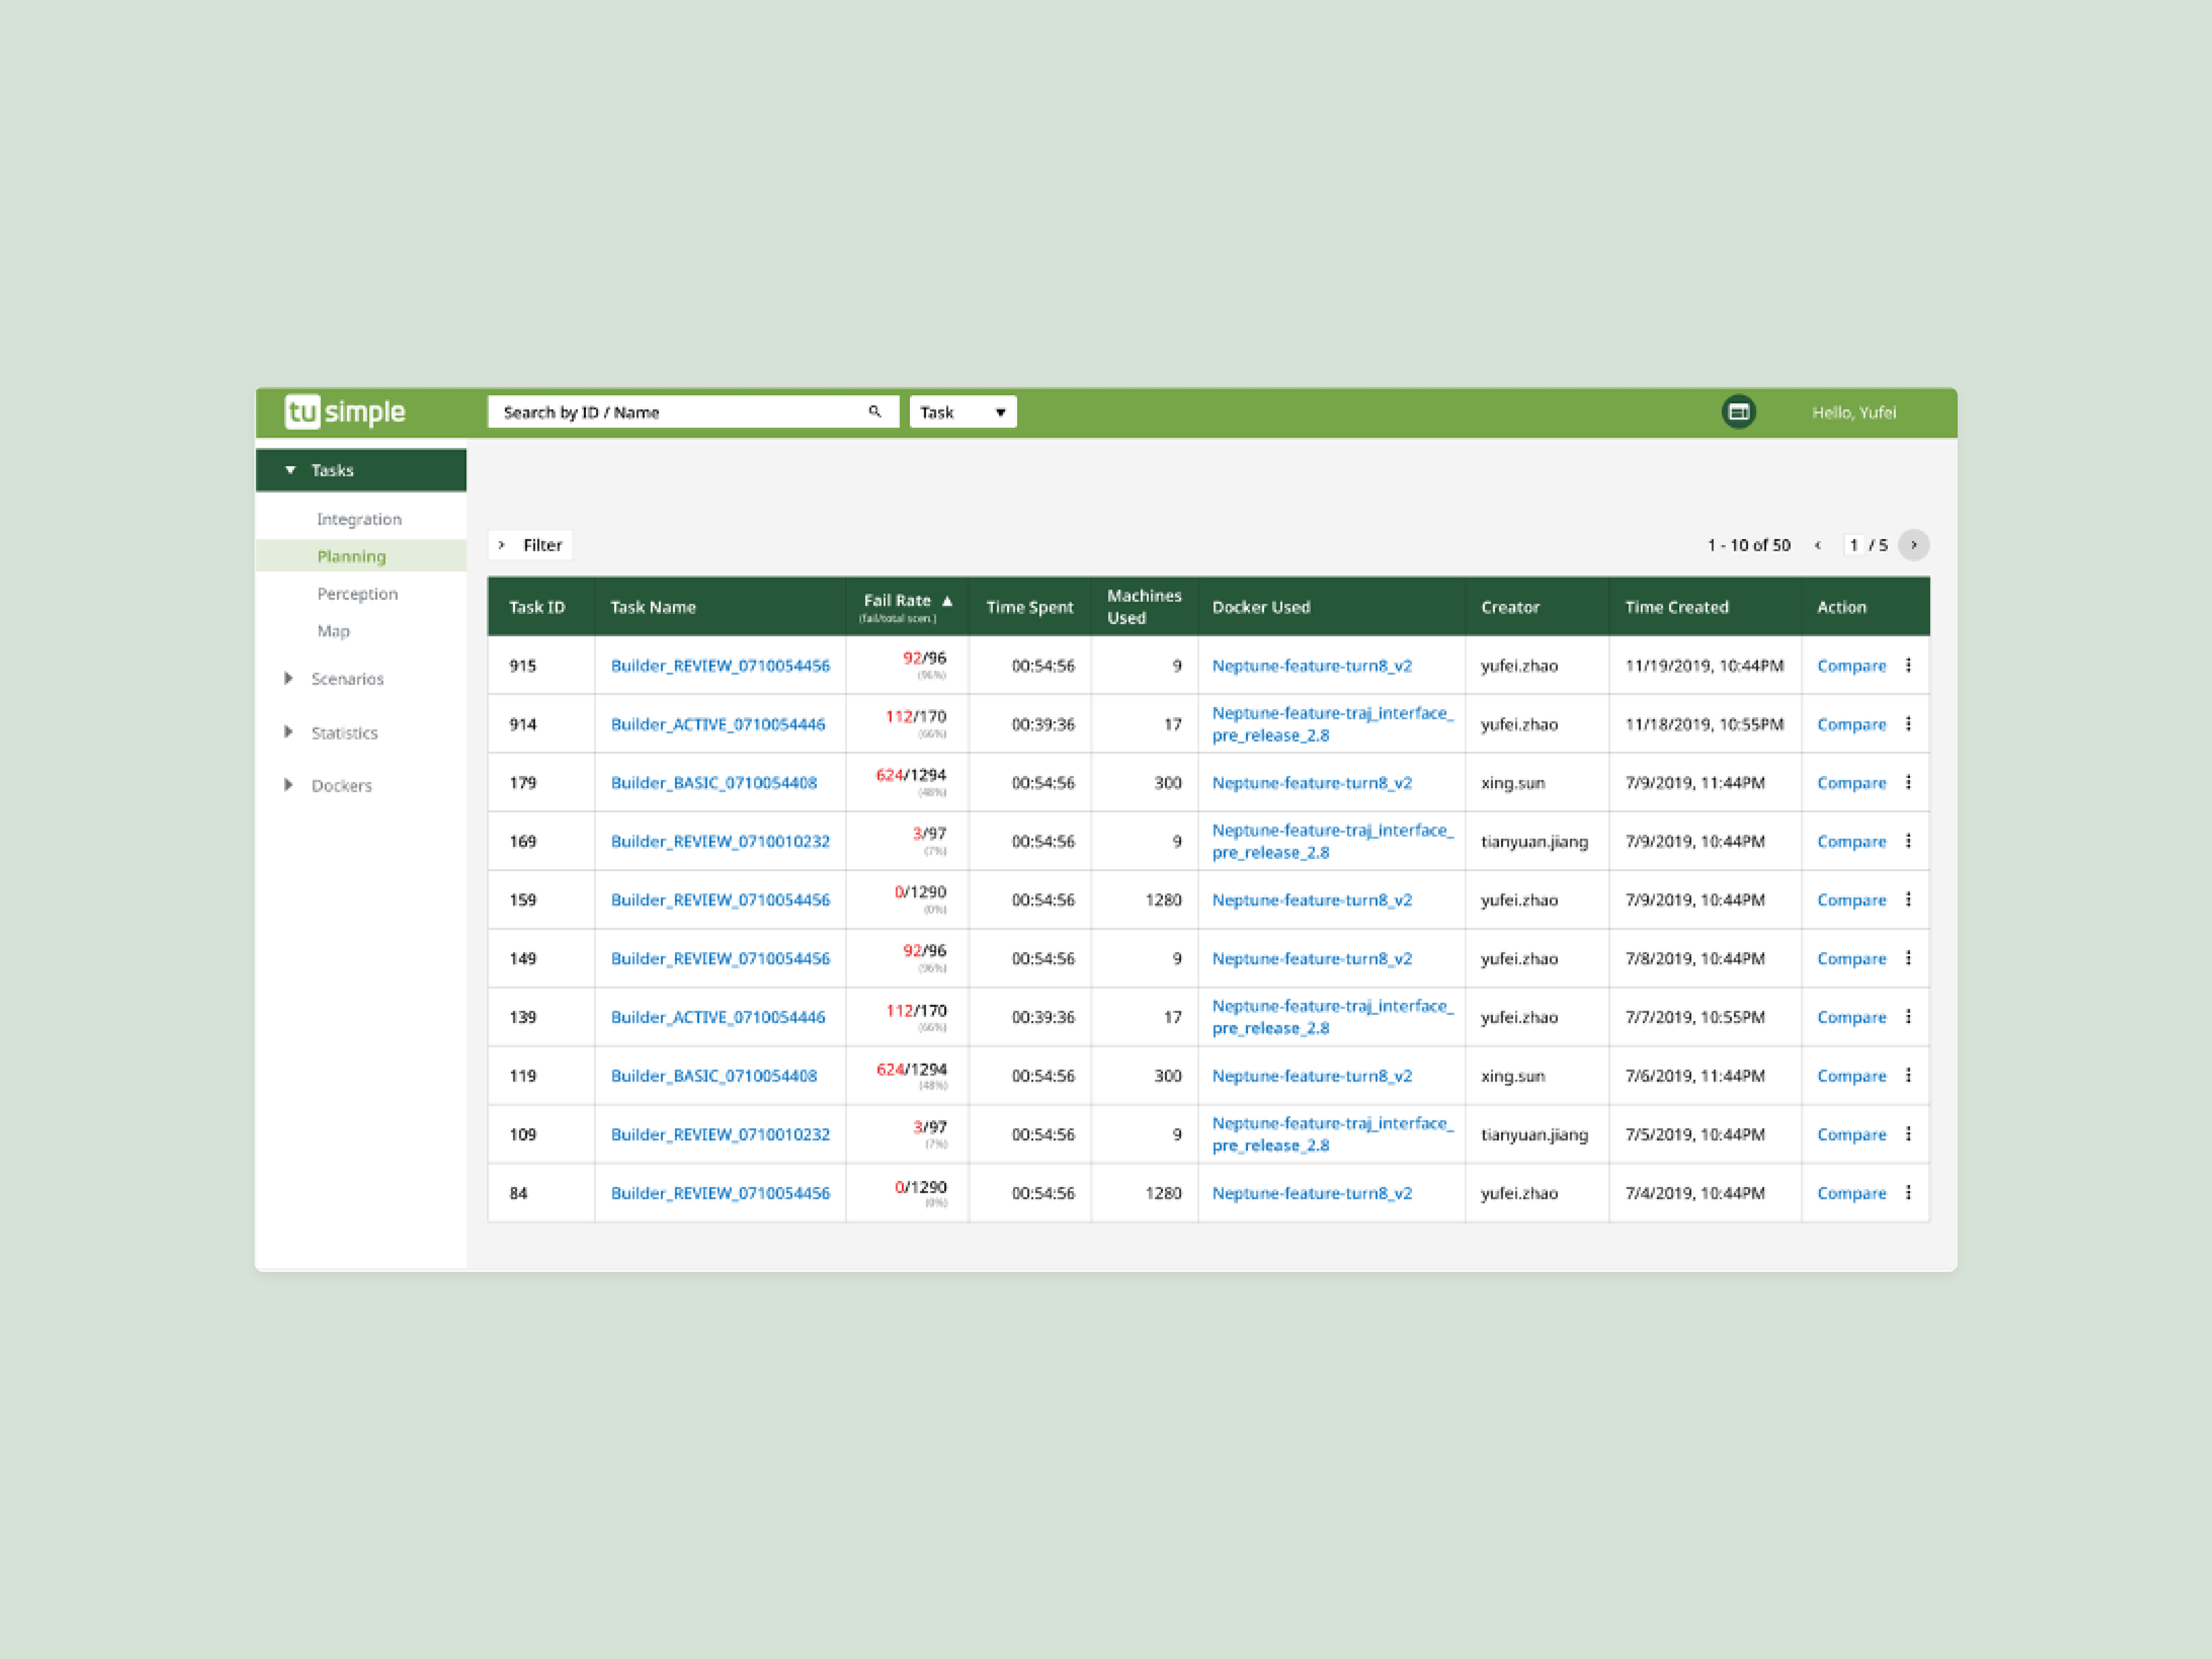 tu simple
Search by ID / Name
Task
Hello, Yufei
Tasks
Integration
Planning
Perception
Map
Scenarios
Statistics
Dockers
Filter
1 - 10 of 50
1 / 5
Task ID Task Name Fail Rate ▲ (fail/total scen.) Time Spent Machines Used Docker Used Creator Time Created Action
915 Builder_REVIEW_0710054456 92/96 (96%) 00:54:56 9 Neptune-feature-turn8_v2 yufei.zhao 11/19/2019, 10:44PM Compare
914 Builder_ACTIVE_0710054446 112/170 (66%) 00:39:36 17 Neptune-feature-traj_interface_pre_release_2.8 yufei.zhao 11/18/2019, 10:55PM Compare
179 Builder_BASIC_0710054408 624/1294 (48%) 00:54:56 300 Neptune-feature-turn8_v2 xing.sun 7/9/2019, 11:44PM Compare
169 Builder_REVIEW_0710010232 3/97 (7%) 00:54:56 9 Neptune-feature-traj_interface_pre_release_2.8 tianyuan.jiang 7/9/2019, 10:44PM Compare
159 Builder_REVIEW_0710054456 0/1290 (0%) 00:54:56 1280 Neptune-feature-turn8_v2 yufei.zhao 7/9/2019, 10:44PM Compare
149 Builder_REVIEW_0710054456 92/96 (96%) 00:54:56 9 Neptune-feature-turn8_v2 yufei.zhao 7/8/2019, 10:44PM Compare
139 Builder_ACTIVE_0710054446 112/170 (66%) 00:39:36 17 Neptune-feature-traj_interface_pre_release_2.8 yufei.zhao 7/7/2019, 10:55PM Compare
119 Builder_BASIC_0710054408 624/1294 (48%) 00:54:56 300 Neptune-feature-turn8_v2 xing.sun 7/6/2019, 11:44PM Compare
109 Builder_REVIEW_0710010232 3/97 (7%) 00:54:56 9 Neptune-feature-traj_interface_pre_release_2.8 tianyuan.jiang 7/5/2019, 10:44PM Compare
84 Builder_REVIEW_0710054456 0/1290 (0%) 00:54:56 1280 Neptune-feature-turn8_v2 yufei.zhao 7/4/2019, 10:44PM Compare